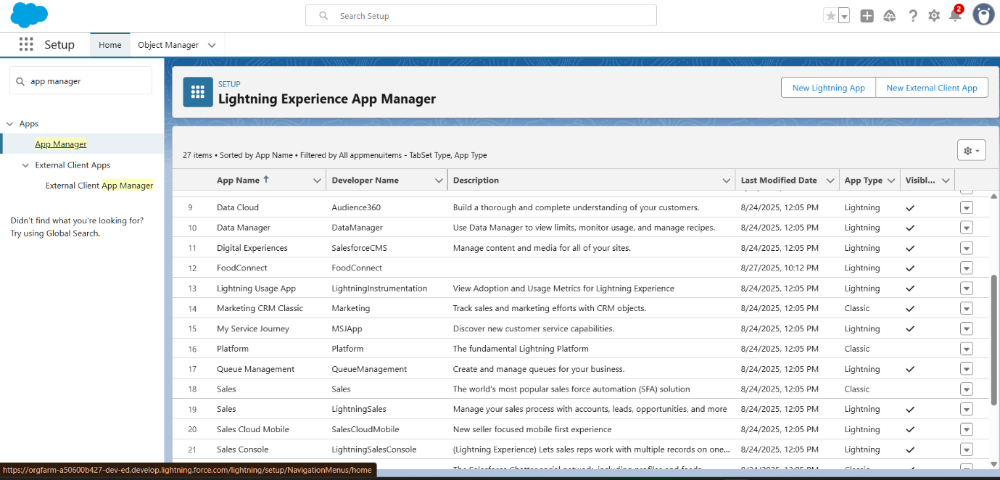 Search Setup
2
Setup
Home
Object Manager
app manager
Apps
App Manager
External Client Apps
External Client App Manager
Didn't find what you're looking for?
Try using Global Search.
SETUP
Lightning Experience App Manager
New Lightning App
New External Client App
27 items • Sorted by App Name • Filtered by All appmenuitems - TabSet Type, App Type
App Name ↑ Developer Name Description Last Modified Date App Type Visibl...
9 Data Cloud Audience360 Build a thorough and complete understanding of your customers. 8/24/2025, 12:05 PM Lightning
10 Data Manager DataManager Use Data Manager to view limits, monitor usage, and manage recipes. 8/24/2025, 12:05 PM Lightning
11 Digital Experiences SalesforceCMS Manage content and media for all of your sites. 8/24/2025, 12:05 PM Lightning
12 FoodConnect FoodConnect 8/27/2025, 10:12 PM Lightning
13 Lightning Usage App LightningInstrumentation View Adoption and Usage Metrics for Lightning Experience 8/24/2025, 12:05 PM Lightning
14 Marketing CRM Classic Marketing Track sales and marketing efforts with CRM objects. 8/24/2025, 12:05 PM Classic
15 My Service Journey MSJApp Discover new customer service capabilities. 8/24/2025, 12:05 PM Lightning
16 Platform Platform The fundamental Lightning Platform 8/24/2025, 12:05 PM Classic
17 Queue Management QueueManagement Create and manage queues for your business. 8/24/2025, 12:05 PM Lightning
18 Sales Sales The world's most popular sales force automation (SFA) solution 8/24/2025, 12:05 PM Classic
19 Sales LightningSales Manage your sales process with accounts, leads, opportunities, and more 8/24/2025, 12:05 PM Lightning
20 Sales Cloud Mobile SalesCloudMobile New seller focused mobile first experience 8/24/2025, 12:05 PM Lightning
21 Sales Console LightningSalesConsole (Lightning Experience) Lets sales reps work with multiple records on one... 8/24/2025, 12:05 PM Lightning
The Salesforce Chatter social network, including profiles and feeds
https://orgfarm-a50600b427-dev-ed.develop.lightning.force.com/lightning/setup/NavigationMenus/home